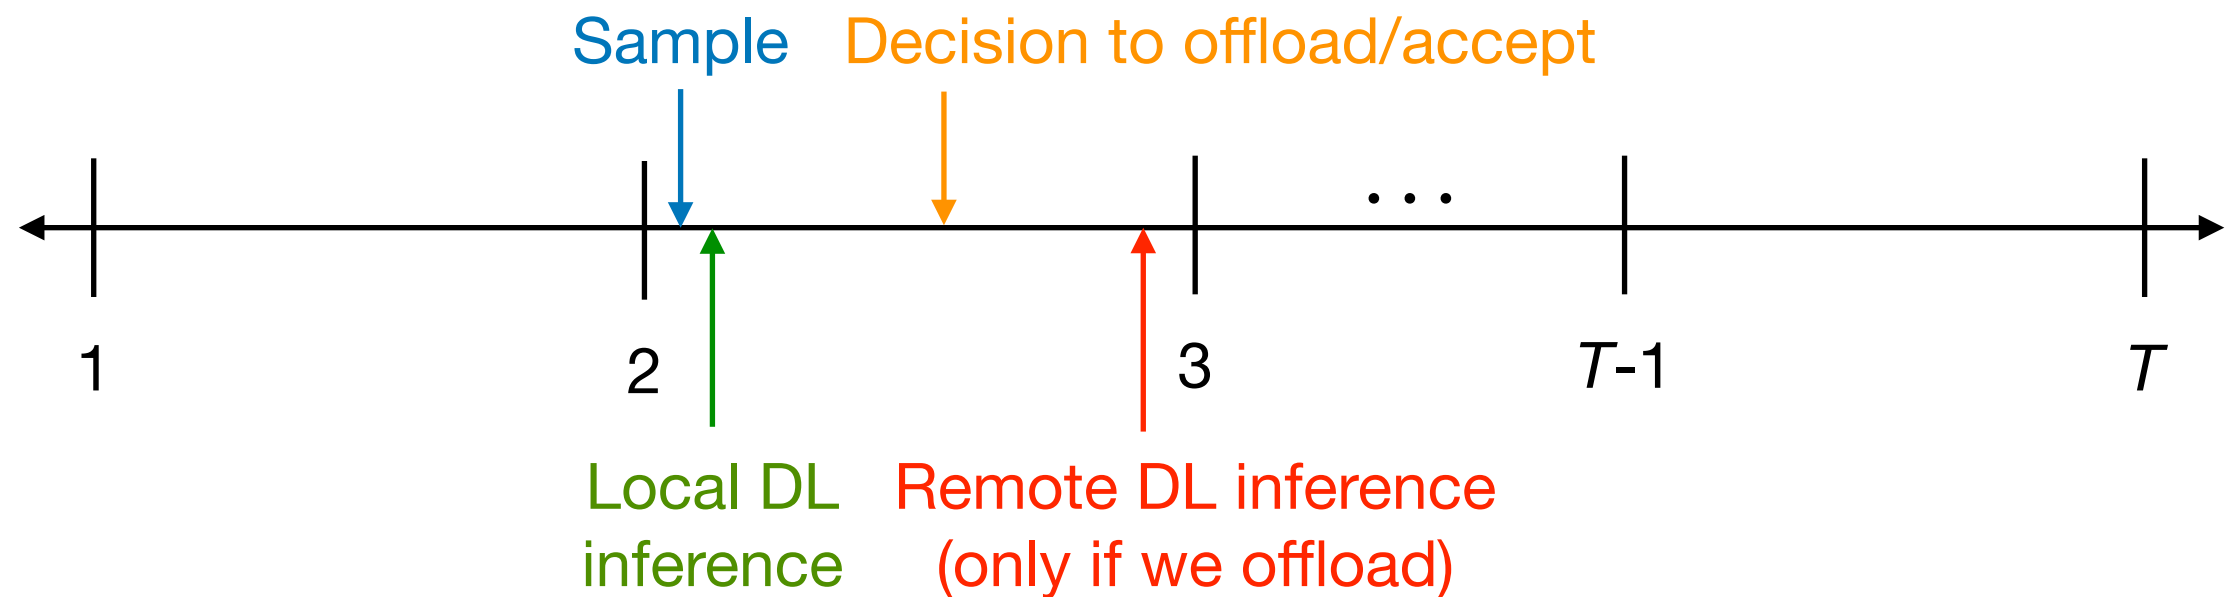 Sample
Decision to offload/accept
. . .
1
2
3
T-1
T
Local DL
inference
Remote DL inference
(only if we offload)